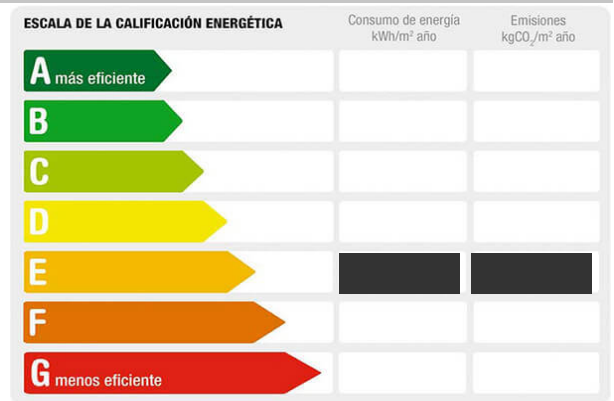 ESCALA DE LA CALIFICACIÓN ENERGÉTICA
Consumo de energía
kWh/m² año
Emisiones
kgCO₂/m² año
A más eficiente
B
C
D
E
F
G menos eficiente